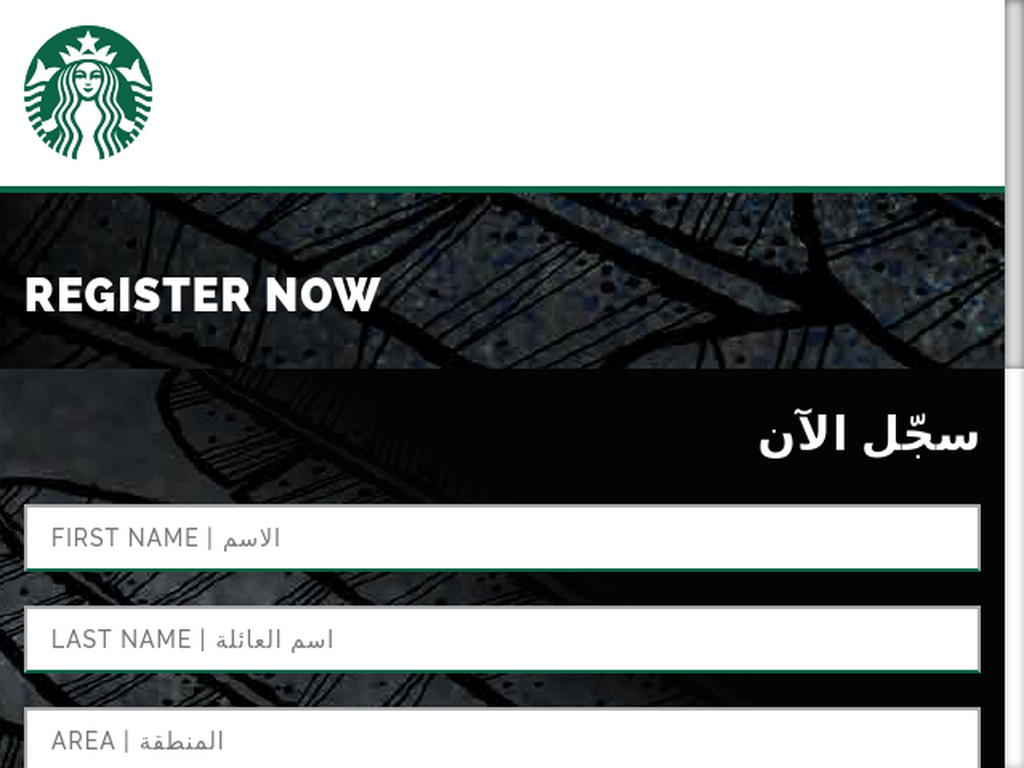 REGISTER NOW
سجّل الآن
FIRST NAME | الاسم
LAST NAME | اسم العائلة
AREA | المنطقة